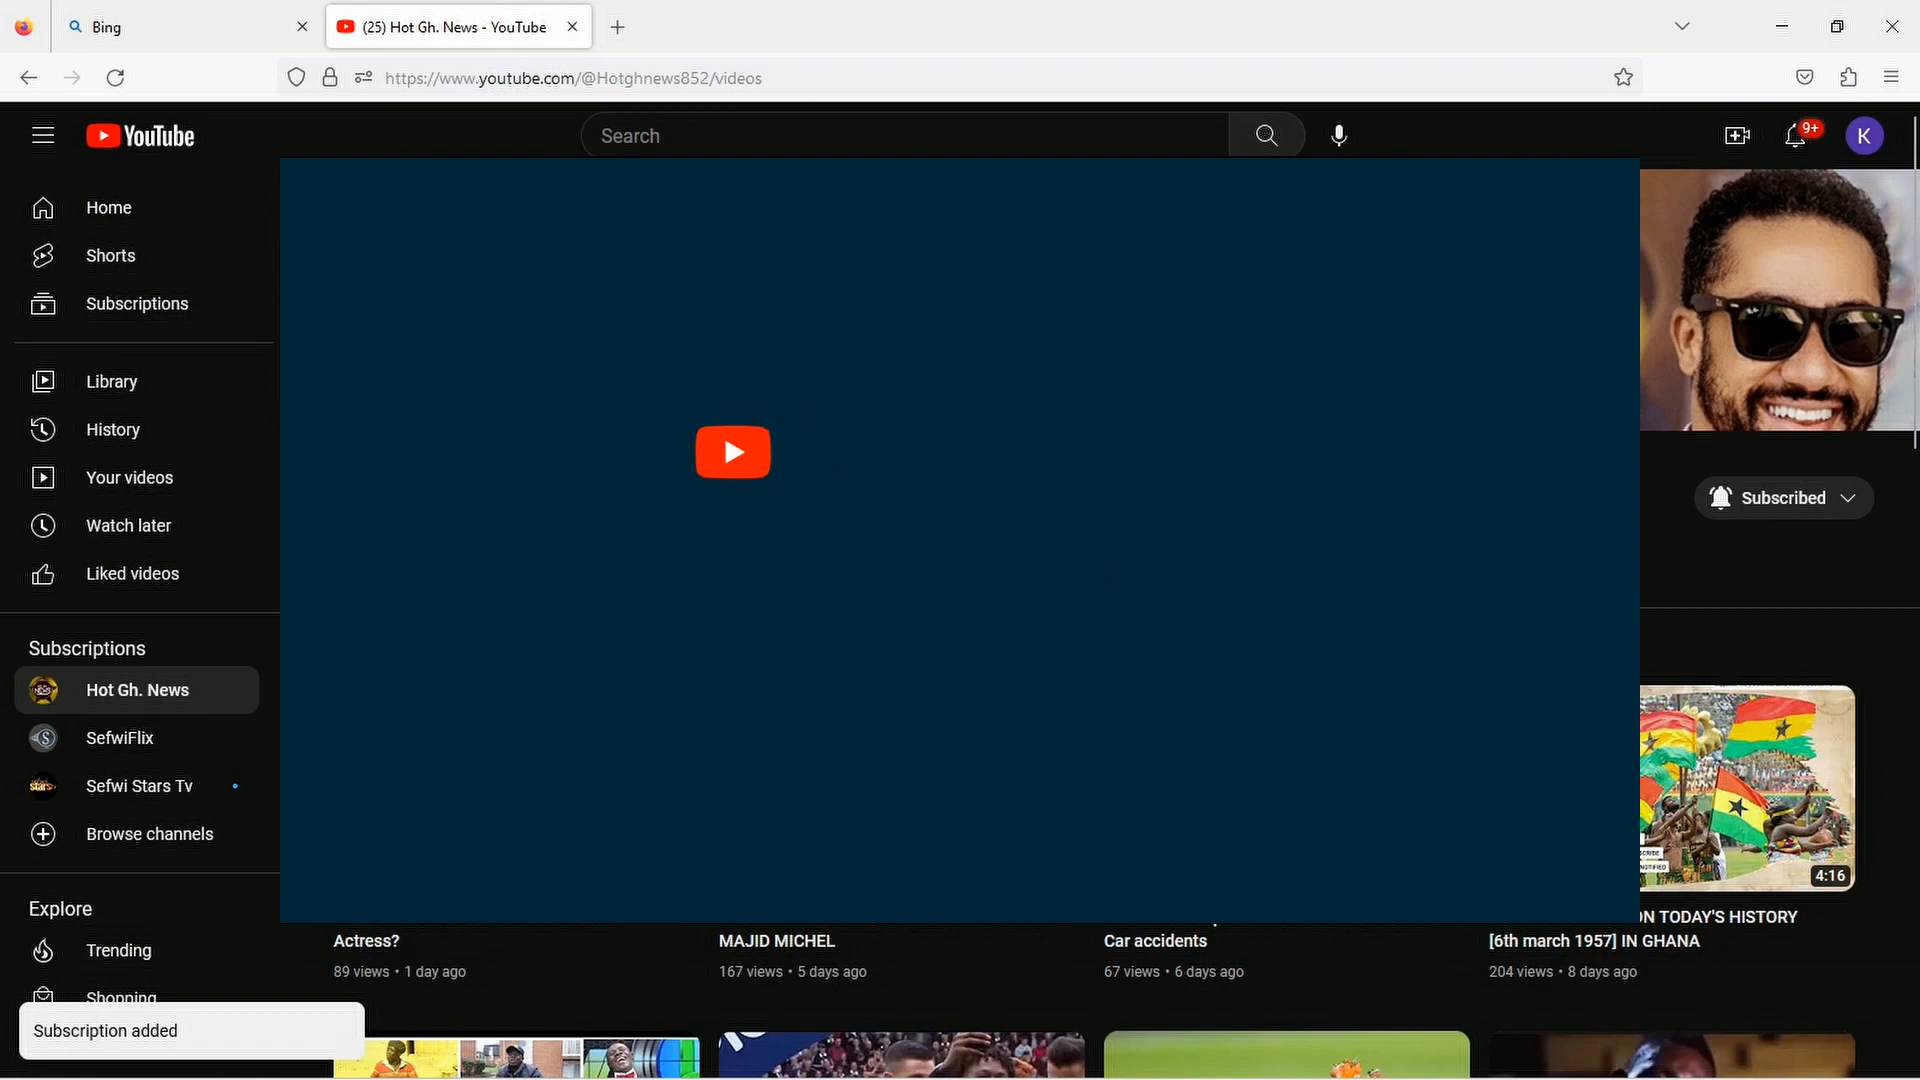 Bing
(25) Hot Gh. News - YouTube
https://www.youtube.com/@Hotghnews852/videos
YouTube
Search
9+
K
Home
Shorts
Subscriptions
Library
History
Your videos
Watch later
Liked videos
Subscribed
Subscriptions
Hot Gh. News
SefwiFlix
Sefwi Stars Tv
Browse channels
Explore
Trending
Shopping
Subscription added
Actress?
89 views • 1 day ago
MAJID MICHEL
167 views • 5 days ago
Car accidents
67 views • 6 days ago
4:16
ON TODAY'S HISTORY
[6th march 1957] IN GHANA
204 views • 8 days ago